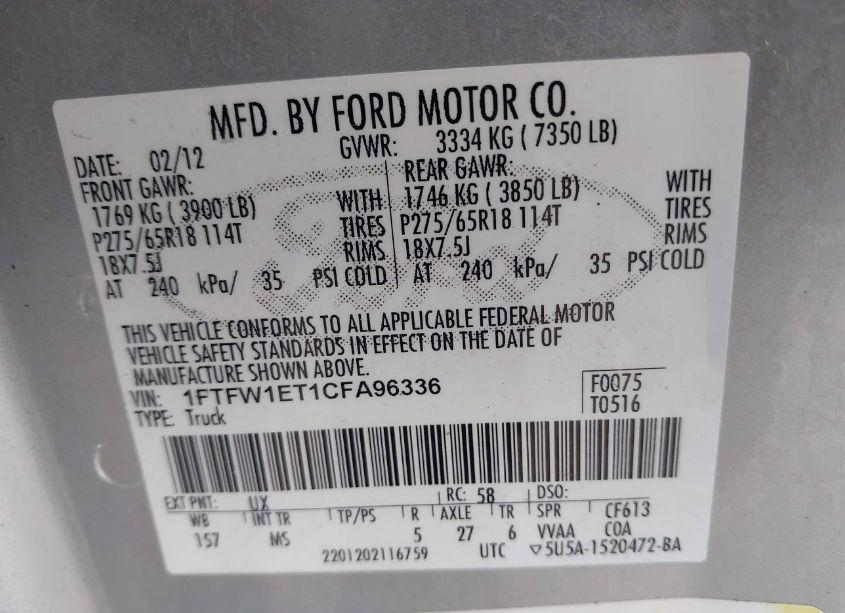 MFD. BY FORD MOTOR CO.
DATE: 02/12 GVWR: 3334 KG ( 7350 LB)
FRONT GAWR: REAR GAWR:
1769 KG ( 3900 LB) WITH 1746 KG ( 3850 LB) WITH
P275/65R18 114T TIRES P275/65R18 114T TIRES
18X7.5J RIMS 18X7.5J RIMS
AT 240 kPa/ 35 PSI COLD AT 240 kPa/ 35 PSI COLD
THIS VEHICLE CONFORMS TO ALL APPLICABLE FEDERAL MOTOR
VEHICLE SAFETY STANDARDS IN EFFECT ON THE DATE OF
MANUFACTURE SHOWN ABOVE.
VIN: 1FTFW1ET1CFA96336 F0075
TYPE: Truck T0516
EXT PNT: UX RC: 58 DSO:
WB INT TR TP/PS R AXLE TR SPR CF613
157 MS 5 27 6 VVAA COA
2201202116759 UTC ▽5U5A-1520472-BA